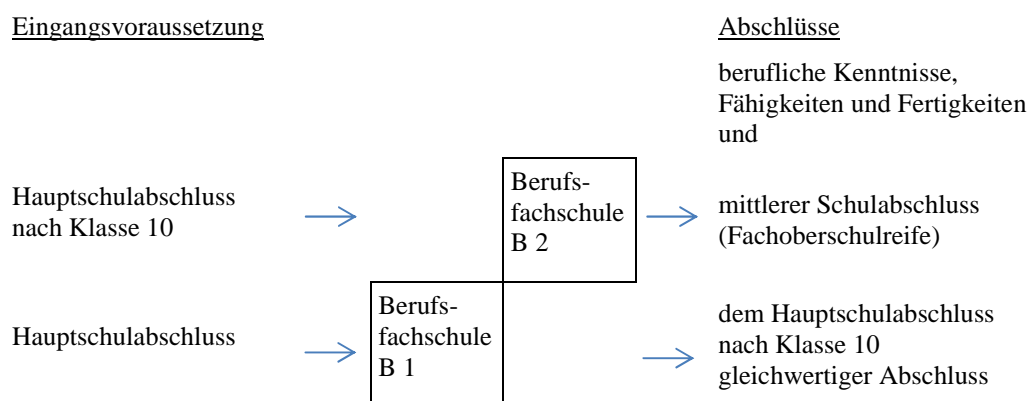 Eingangsvoraussetzung
Abschlüsse
berufliche Kenntnisse,
Fähigkeiten und Fertigkeiten
und
Hauptschulabschluss
nach Klasse 10
Berufs-
fachschule
B 2
mittlerer Schulabschluss
(Fachoberschulreife)
Hauptschulabschluss
Berufs-
fachschule
B 1
dem Hauptschulabschluss
nach Klasse 10
gleichwertiger Abschluss